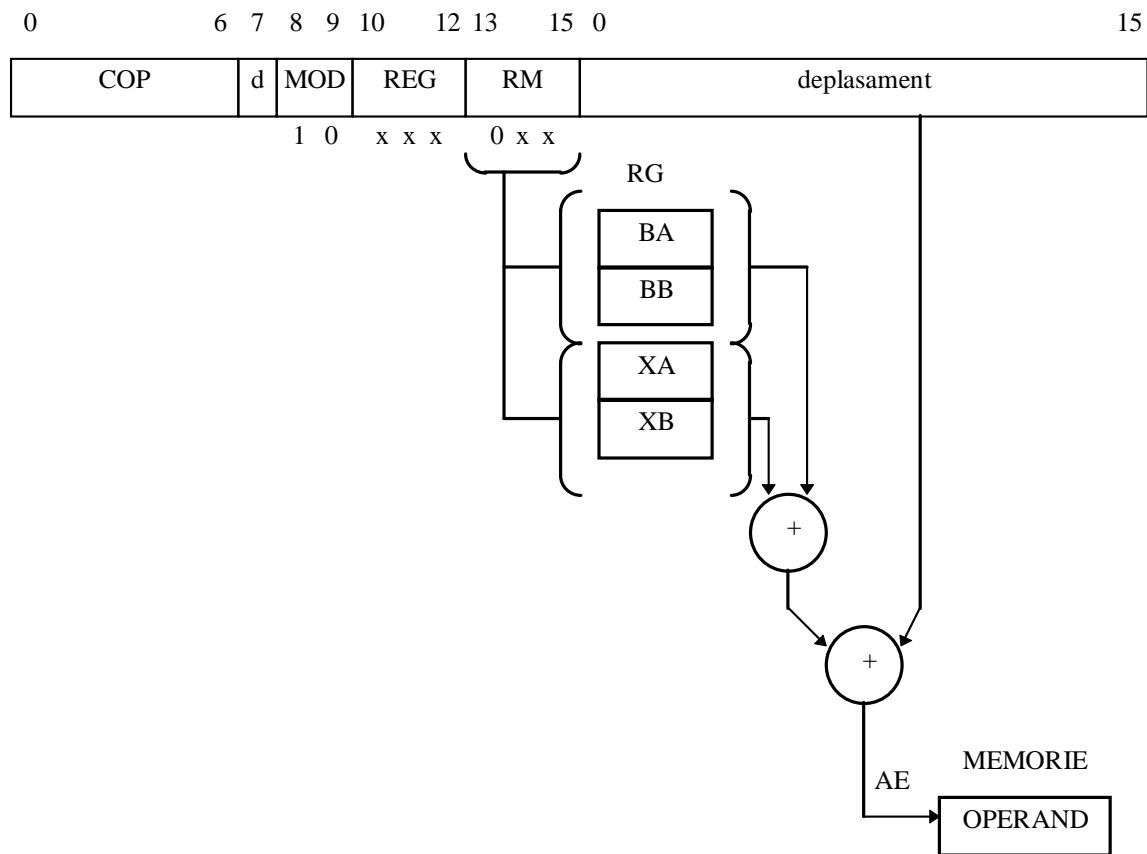 0 6 7 8 9 10 12 13 15 0 15
COP d MOD REG RM deplasament
1 0 x x x 0 x x
RG
BA
BB
XA
XB
+
+
MEMORIE
AE
OPERAND